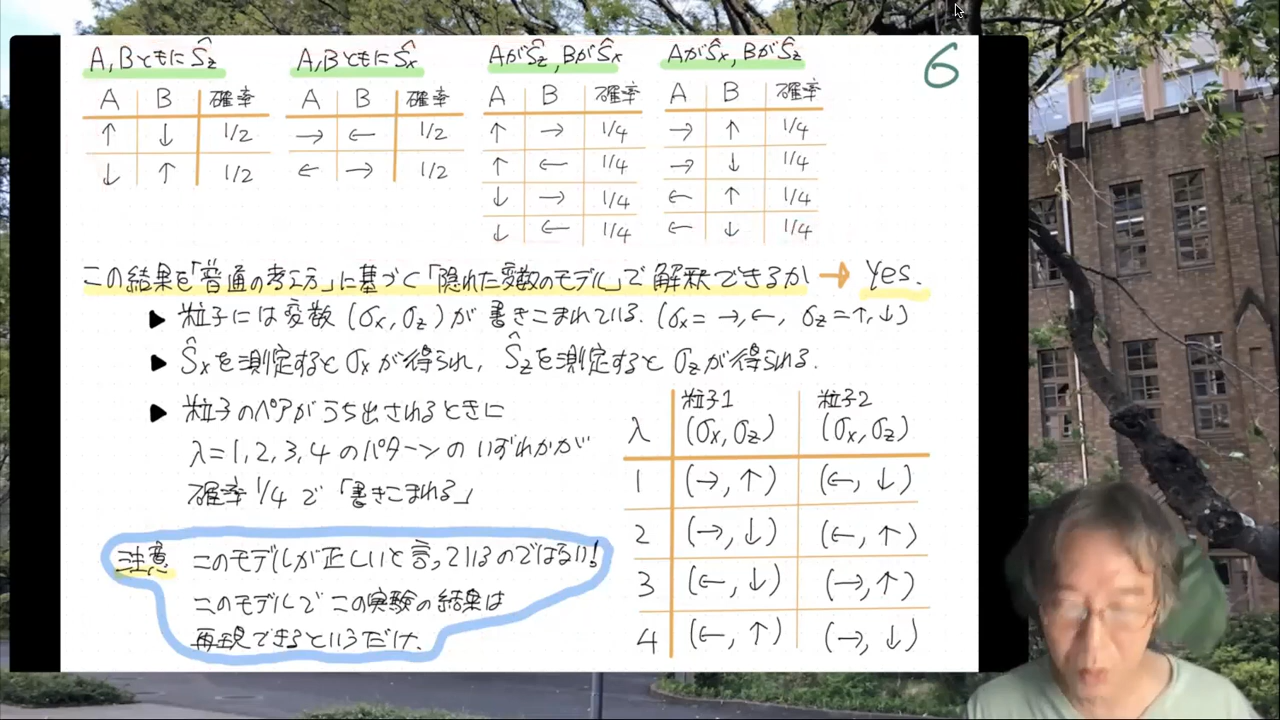 6
A,BともにŜz
A B 確率
↑ ↓ 1/2
↓ ↑ 1/2
A,BともにŜx
A B 確率
→ ← 1/2
← → 1/2
AがŜz, BがŜx
A B 確率
↑ → 1/4
↑ ← 1/4
↓ → 1/4
↓ ← 1/4
AがŜx, BがŜz
A B 確率
→ ↑ 1/4
→ ↓ 1/4
← ↑ 1/4
← ↓ 1/4
この結果を「普通の考え方」に基づく「隠れた変数のモデル」で解釈できるか → Yes.
▶ 粒子には変数 (σx, σz) が書きこまれている. (σx = →, ←, σz = ↑, ↓)
▶ Ŝxを測定するとσxが得られ, Ŝzを測定するとσzが得られる.
▶ 粒子のペアがうち出されるときに
λ=1,2,3,4 のパターンのいずれかが
確率 1/4 で「書きこまれる」
注意 このモデルが正しいと言っているのではない!
このモデルでこの実験の結果は
再現できるというだけ.
粒子1 粒子2
λ (σx, σz) (σx, σz)
1 (→, ↑) (←, ↓)
2 (→, ↓) (←, ↑)
3 (←, ↓) (→, ↑)
4 (←, ↑) (→, ↓)